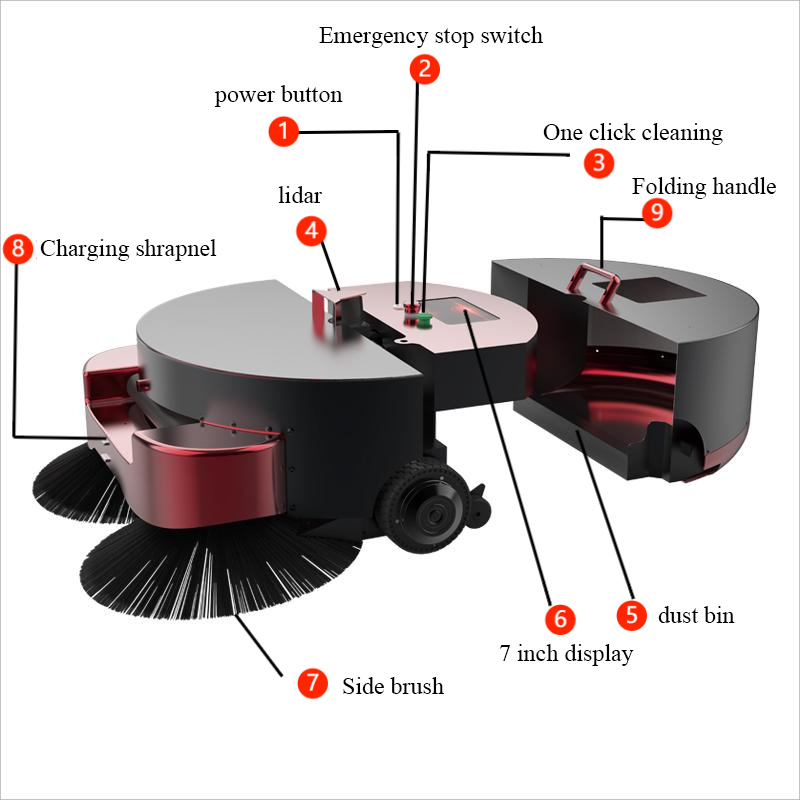 Emergency stop switch
2
power button
1
One click cleaning
3
Folding handle
9
lidar
4
8 Charging shrapnel
5 dust bin
6
7 inch display
7 Side brush